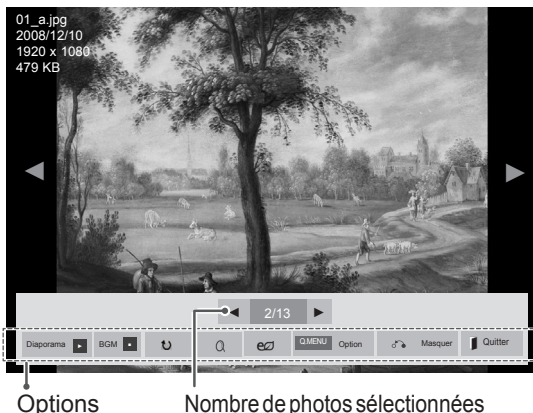 01_a.jpg
2008/12/10
1920 x 1080
479 KB
2/13
Diaporama BGM Q.MENU Option Masquer Quitter
Options
Nombre de photos sélectionnées